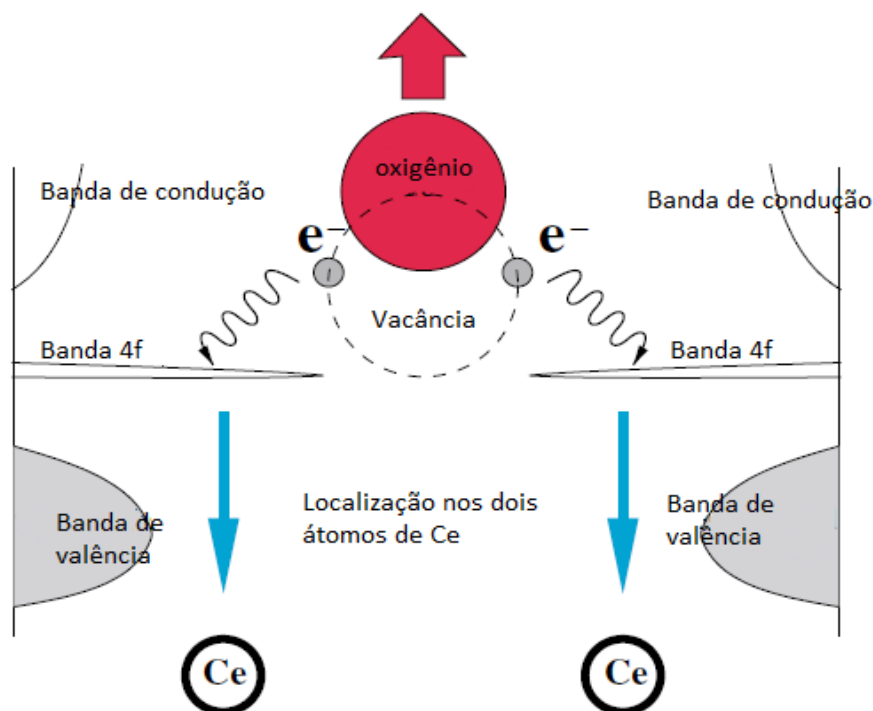 oxigênio
Banda de condução
Banda de condução
e⁻
e⁻
Vacância
Banda 4f
Banda 4f
Localização nos dois
átomos de Ce
Banda de
valência
Banda de
valência
Ce
Ce